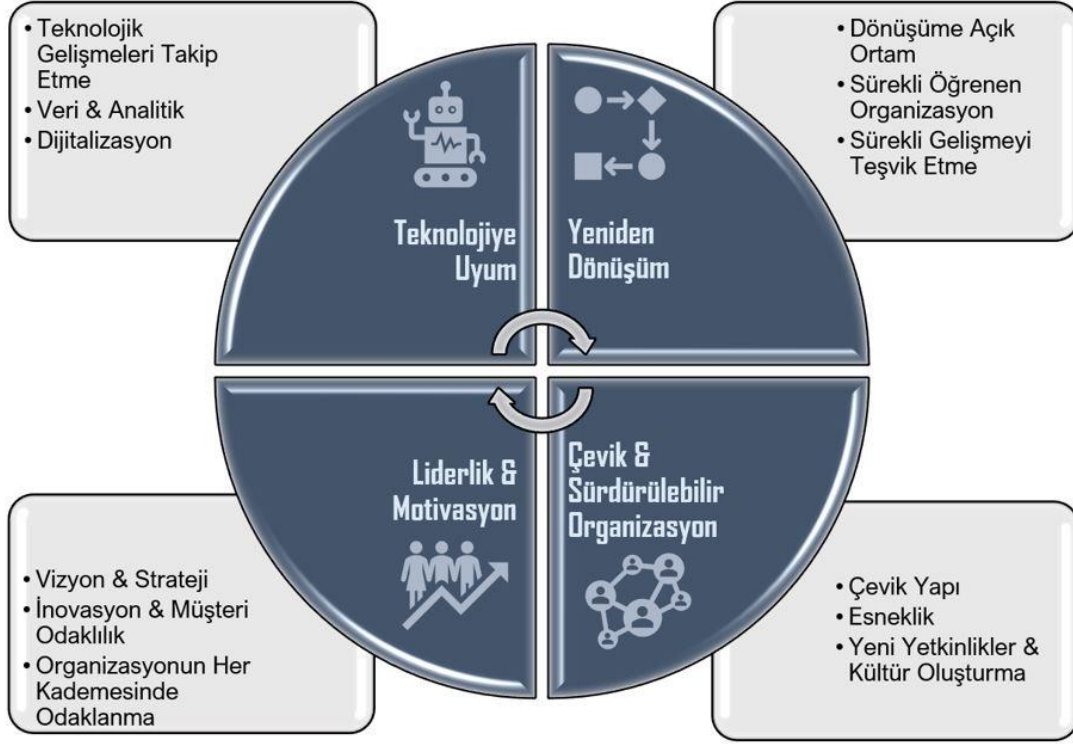 • Teknolojik
Gelişmeleri Takip
Etme
• Veri & Analitik
• Dijitalizasyon
Teknolojiye
Uyum
• Dönüşüme Açık
Ortam
• Sürekli Öğrenen
Organizasyon
• Sürekli Gelişmeyi
Teşvik Etme
Yeniden
Dönüşüm
Liderlik &
Motivasyon
• Vizyon & Strateji
• İnovasyon & Müşteri
Odaklılık
• Organizasyonun Her
Kademesinde
Odaklanma
Çevik &
Sürdürülebilir
Organizasyon
• Çevik Yapı
• Esneklik
• Yeni Yetkinlikler &
Kültür Oluşturma